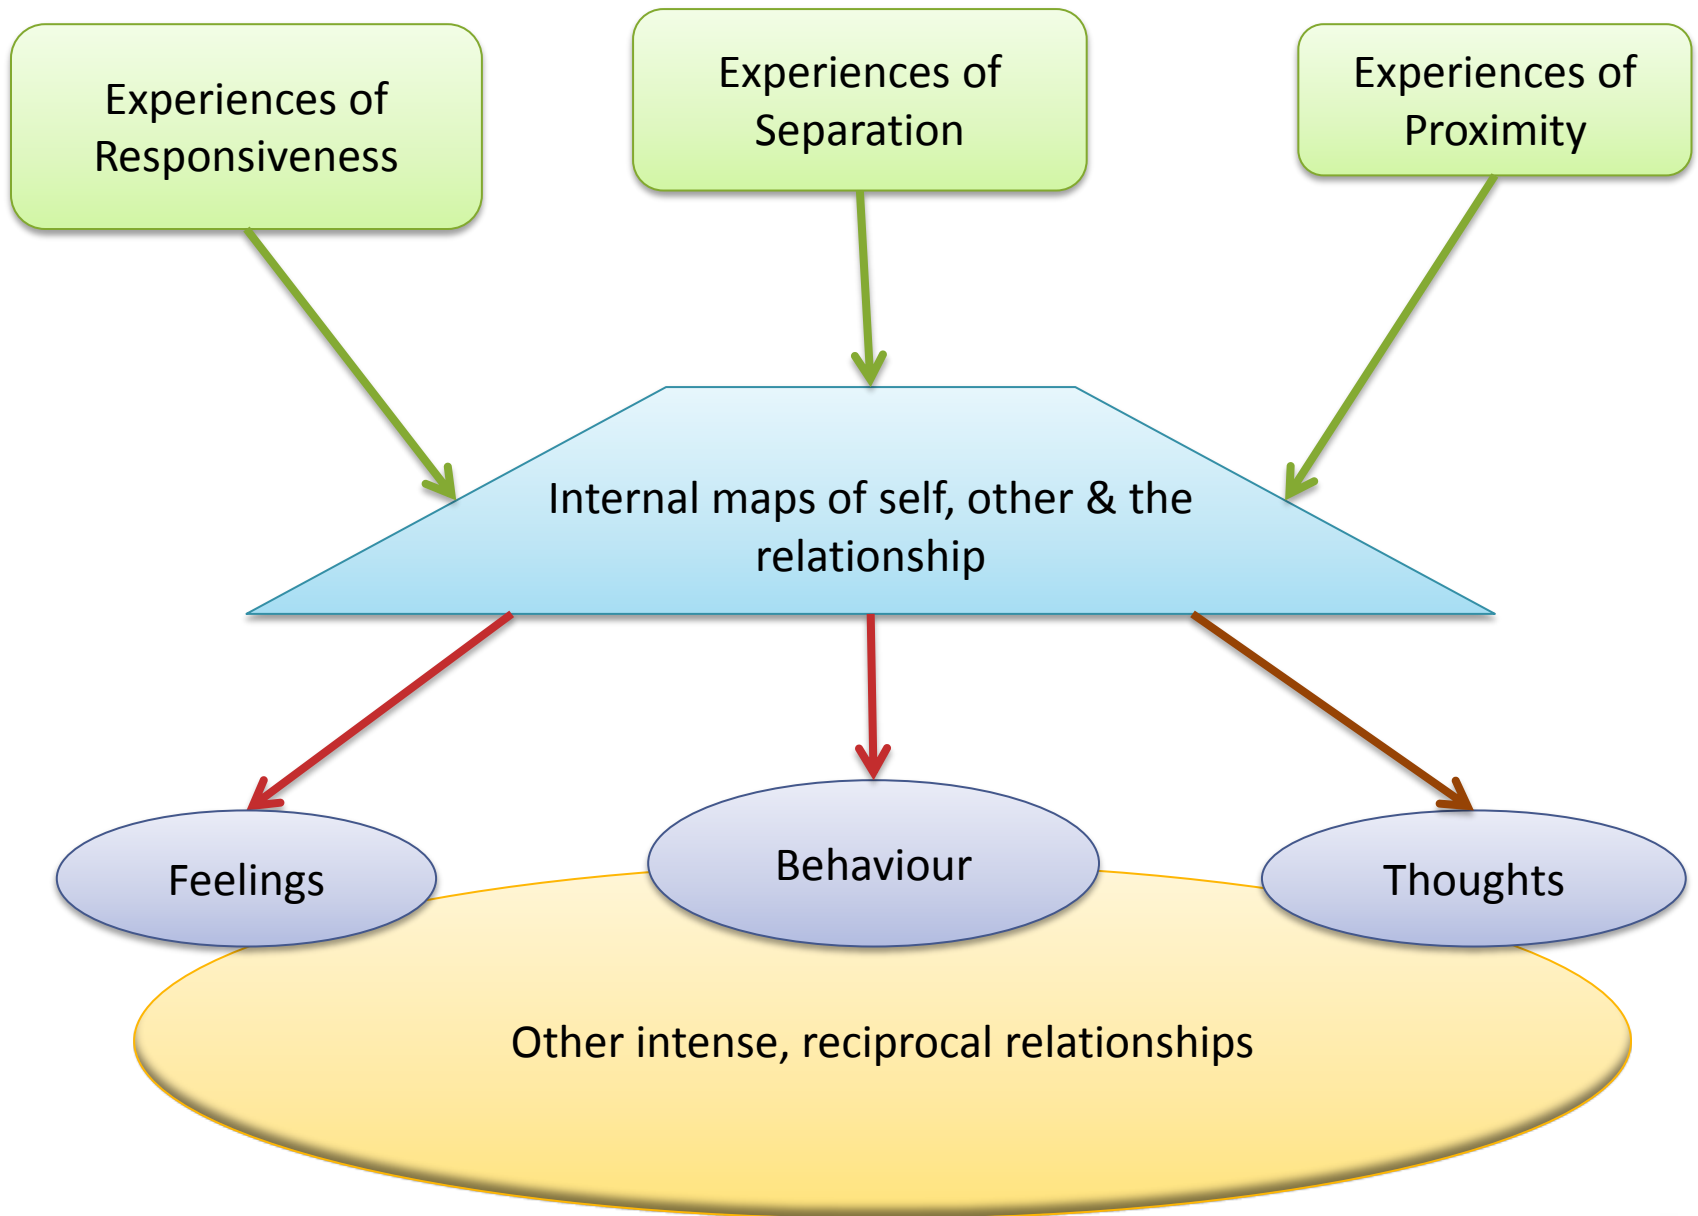 Experiences of
Responsiveness
Experiences of
Separation
Experiences of
Proximity
Internal maps of self, other & the
relationship
Feelings
Behaviour
Thoughts
Other intense, reciprocal relationships